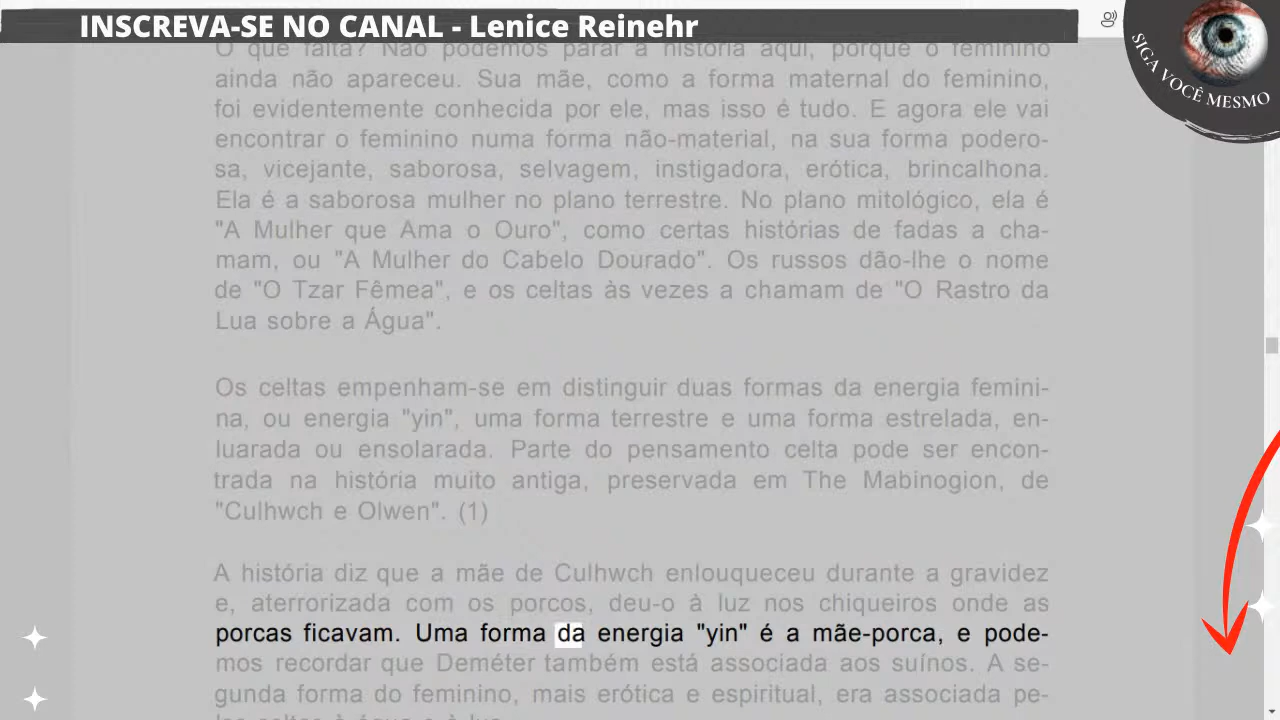 INSCREVA-SE NO CANAL - Lenice Reinehr
SIGA VOCÊ MESMO
O que falta? Não podemos parar a história aqui, porque o feminino
ainda não apareceu. Sua mãe, como a forma maternal do feminino,
foi evidentemente conhecida por ele, mas isso é tudo. E agora ele vai
encontrar o feminino numa forma não-material, na sua forma podero-
sa, vicejante, saborosa, selvagem, instigadora, erótica, brincalhona.
Ela é a saborosa mulher no plano terrestre. No plano mitológico, ela é
"A Mulher que Ama o Ouro", como certas histórias de fadas a cha-
mam, ou "A Mulher do Cabelo Dourado". Os russos dão-lhe o nome
de "O Tzar Fêmea", e os celtas às vezes a chamam de "O Rastro da
Lua sobre a Água".
Os celtas empenham-se em distinguir duas formas da energia femini-
na, ou energia "yin", uma forma terrestre e uma forma estrelada, en-
luarada ou ensolarada. Parte do pensamento celta pode ser encon-
trada na história muito antiga, preservada em The Mabinogion, de
"Culhwch e Olwen". (1)
A história diz que a mãe de Culhwch enlouqueceu durante a gravidez
e, aterrorizada com os porcos, deu-o à luz nos chiqueiros onde as
porcas ficavam. Uma forma da energia "yin" é a mãe-porca, e pode-
mos recordar que Deméter também está associada aos suínos. A se-
gunda forma do feminino, mais erótica e espiritual, era associada pe-